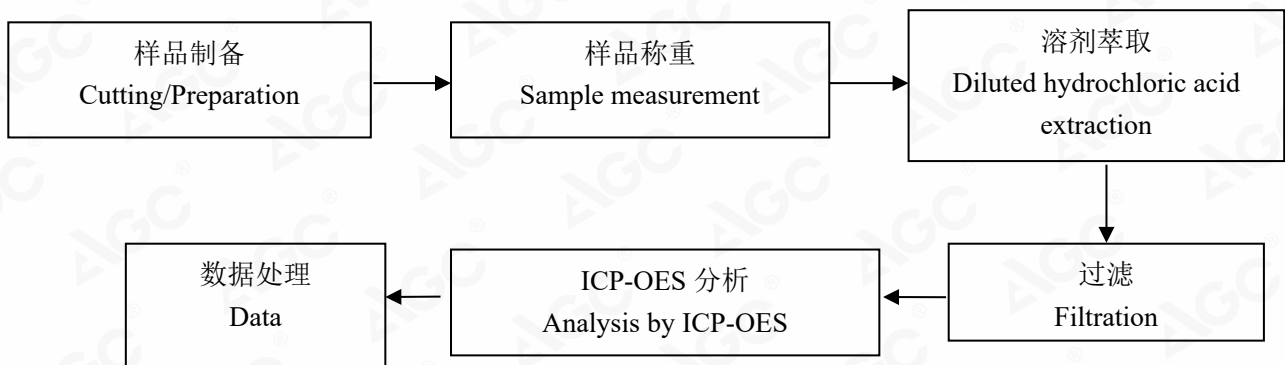 样品制备
Cutting/Preparation
样品称重
Sample measurement
溶剂萃取
Diluted hydrochloric acid
extraction
过滤
Filtration
ICP-OES 分析
Analysis by ICP-OES
数据处理
Data